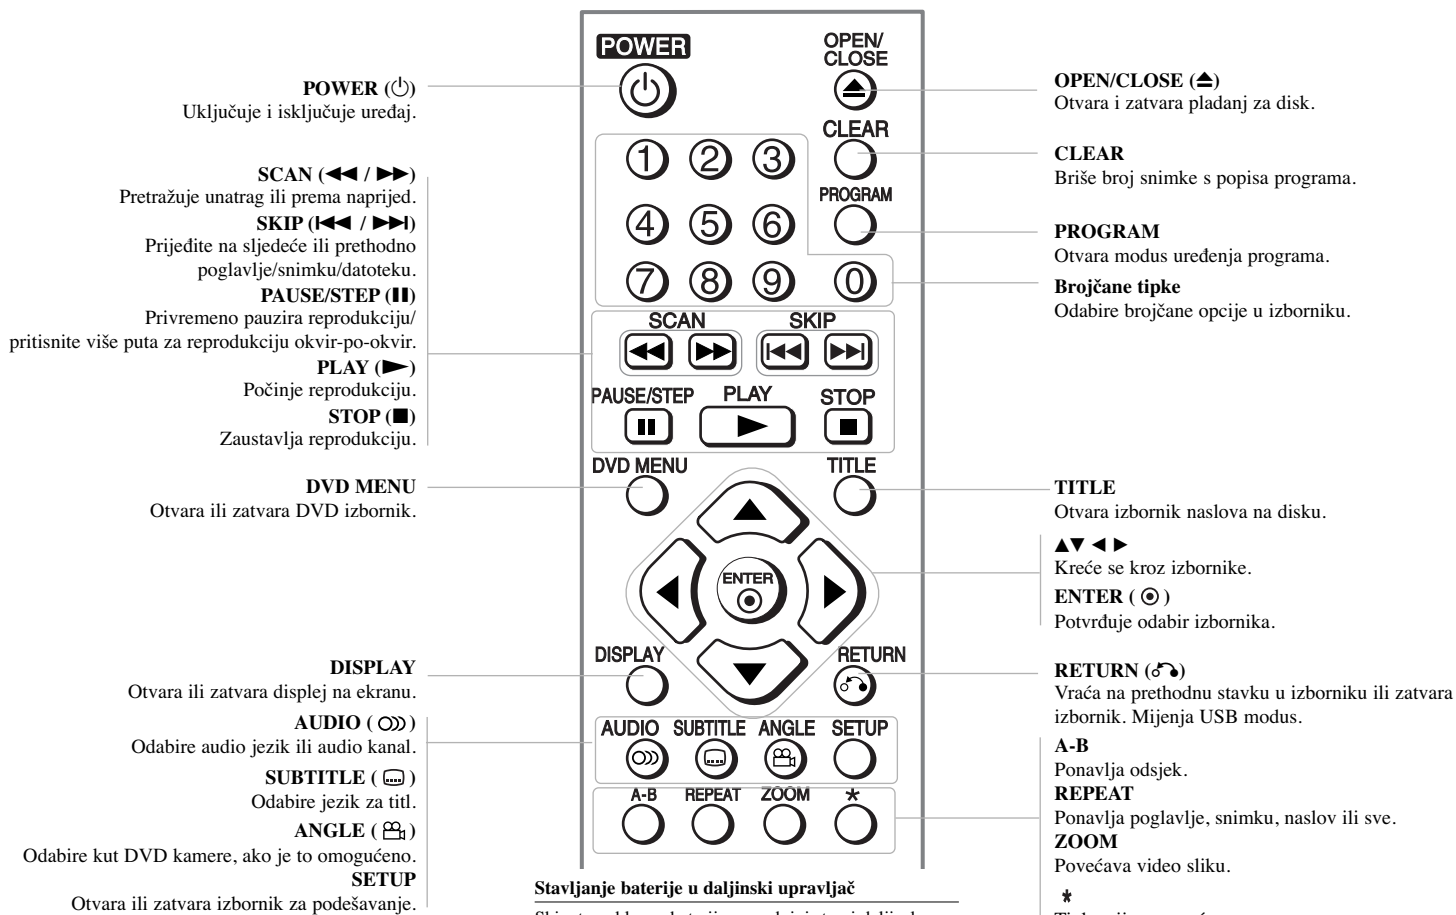 POWER (⏻)
Uključuje i isključuje uređaj.
SCAN (◀◀ / ▶▶)
Pretražuje unatrag ili prema naprijed.
SKIP (I◀◀ / ▶▶I)
Prijeđite na sljedeće ili prethodno
poglavlje/snimku/datoteku.
PAUSE/STEP (❚❚)
Privremeno pauzira reprodukciju/
pritisnite više puta za reprodukciju okvir-po-okvir.
PLAY (▶)
Počinje reprodukciju.
STOP (■)
Zaustavlja reprodukciju.
DVD MENU
Otvara ili zatvara DVD izbornik.
DISPLAY
Otvara ili zatvara displej na ekranu.
AUDIO ( )
Odabire audio jezik ili audio kanal.
SUBTITLE ( )
Odabire jezik za titl.
ANGLE ( )
Odabire kut DVD kamere, ako je to omogućeno.
SETUP
Otvara ili zatvara izbornik za podešavanje.
POWER
OPEN/
CLOSE
CLEAR
1 2 3
PROGRAM
4 5 6
7 8 9 0
SCAN SKIP
PAUSE/STEP PLAY STOP
DVD MENU TITLE
ENTER
DISPLAY RETURN
AUDIO SUBTITLE ANGLE SETUP
A-B REPEAT ZOOM *
Stavljanje baterije u daljinski upravljač
OPEN/CLOSE (⏏)
Otvara i zatvara pladanj za disk.
CLEAR
Briše broj snimke s popisa programa.
PROGRAM
Otvara modus uređenja programa.
Brojčane tipke
Odabire brojčane opcije u izborniku.
TITLE
Otvara izbornik naslova na disku.
▲▼ ◀ ▶
Kreće se kroz izbornike.
ENTER ( ⊙ )
Potvrđuje odabir izbornika.
RETURN ( )
Vraća na prethodnu stavku u izborniku ili zatvara
izbornik. Mijenja USB modus.
A-B
Ponavlja odsjek.
REPEAT
Ponavlja poglavlje, snimku, naslov ili sve.
ZOOM
Povećava video sliku.
*